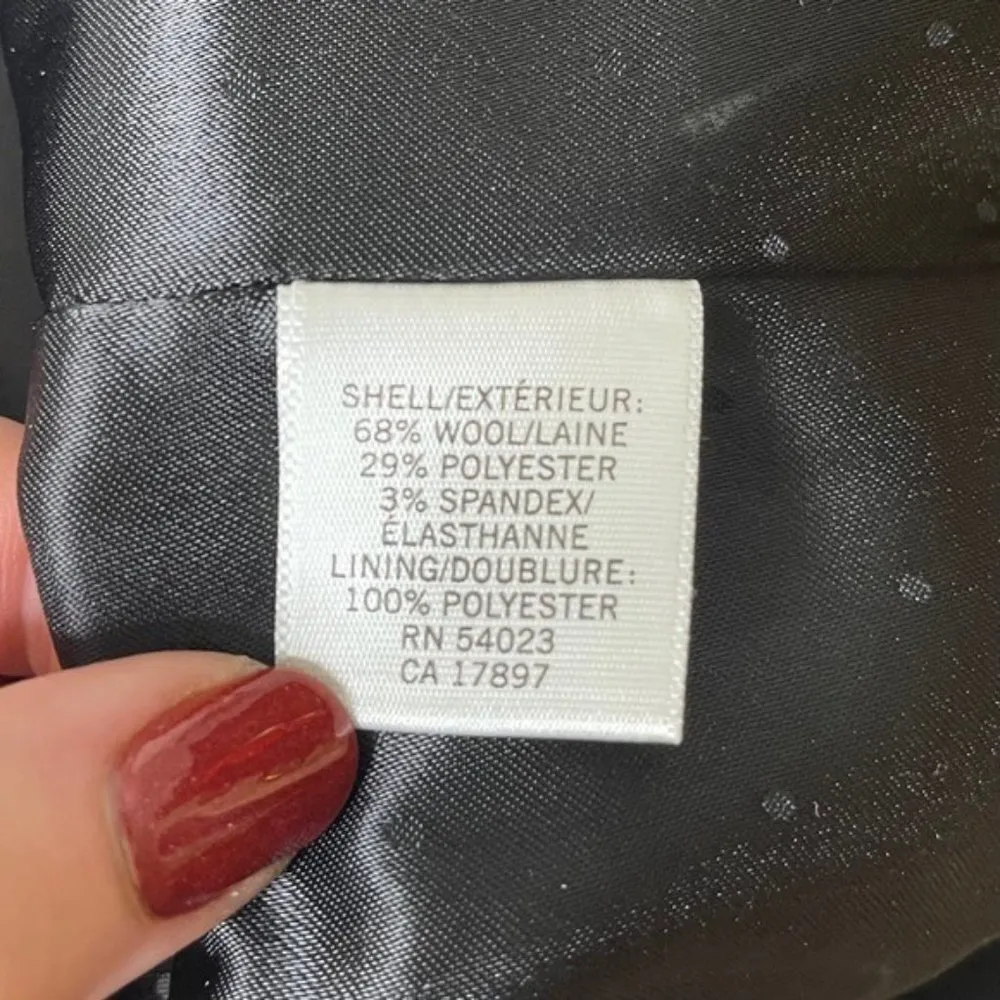 SHELL/EXTÉRIEUR:
68% WOOL/LAINE
29% POLYESTER
3% SPANDEX/
ÉLASTHANNE
LINING/DOUBLURE:
100% POLYESTER
RN 54023
CA 17897